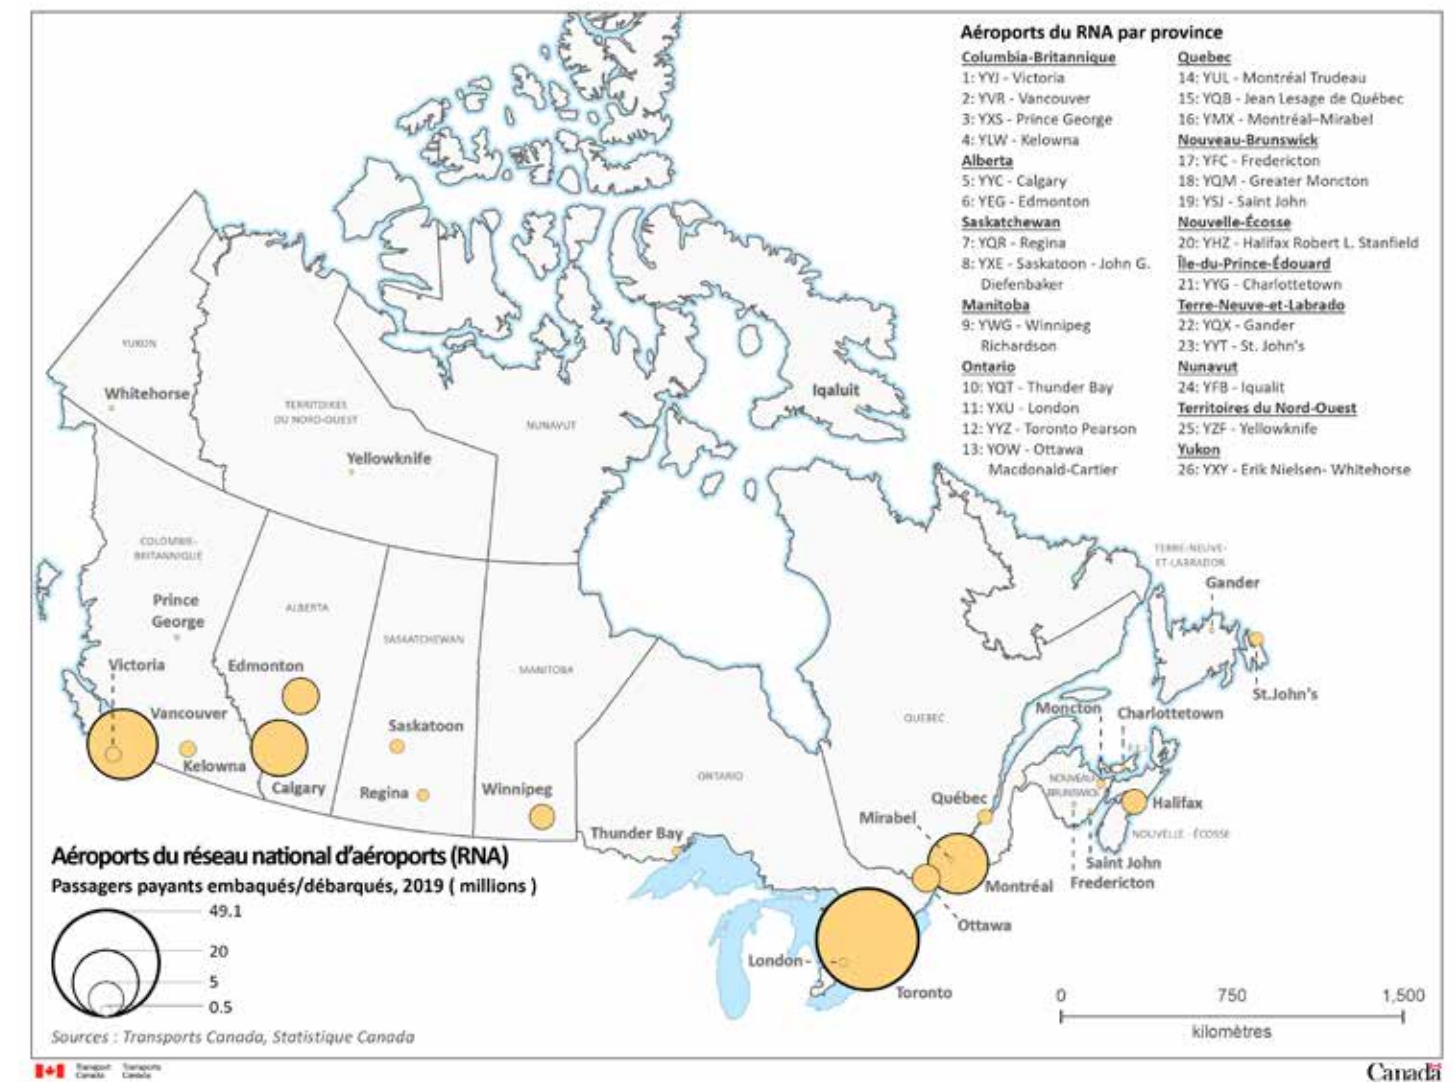 Aéroports du RNA par province
Columbia-Britannique
1: YYJ - Victoria
2: YVR - Vancouver
3: YXS - Prince George
4: YLW - Kelowna
Alberta
5: YYC - Calgary
6: YEG - Edmonton
Saskatchewan
7: YQR - Regina
8: YXE - Saskatoon - John G.
Diefenbaker
Manitoba
9: YWG - Winnipeg
Richardson
Ontario
10: YQT - Thunder Bay
11: YXU - London
12: YYZ - Toronto Pearson
13: YOW - Ottawa
Macdonald-Cartier
Quebec
14: YUL - Montréal Trudeau
15: YQB - Jean Lesage de Québec
16: YMX - Montréal–Mirabel
Nouveau-Brunswick
17: YFC - Fredericton
18: YQM - Greater Moncton
19: YSJ - Saint John
Nouvelle-Écosse
20: YHZ - Halifax Robert L. Stanfield
Île-du-Prince-Édouard
21: YYG - Charlottetown
Terre-Neuve-et-Labrado
22: YQX - Gander
23: YYT - St. John's
Nunavut
24: YFB - Iqualit
Territoires du Nord-Ouest
25: YZF - Yellowknife
Yukon
26: YXY - Erik Nielsen- Whitehorse
YUKON
Whitehorse
TERRITOIRES
DU NORD-OUEST
Yellowknife
NUNAVUT
Iqaluit
COLOMBIE-
BRITANNIQUE
Prince
George
Victoria
Vancouver
Kelowna
ALBERTA
Edmonton
Calgary
SASKATCHEWAN
Saskatoon
Regina
MANITOBA
Winnipeg
ONTARIO
Thunder Bay
London
Toronto
Ottawa
QUEBEC
Québec
Mirabel
Montréal
TERRE-NEUVE-
ET-LABRADOR
Gander
St.John's
Moncton
Charlottetown
NOUVEAU
BRUNSWICK
Halifax
NOUVELLE - ÉCOSSE
Saint John
Fredericton
Aéroports du réseau national d'aéroports (RNA)
Passagers payants embaqués/débarqués, 2019 ( millions )
49.1
20
5
0.5
Sources : Transports Canada, Statistique Canada
0 750 1,500
kilomètres
Transport Canada
Transports Canada
Canada